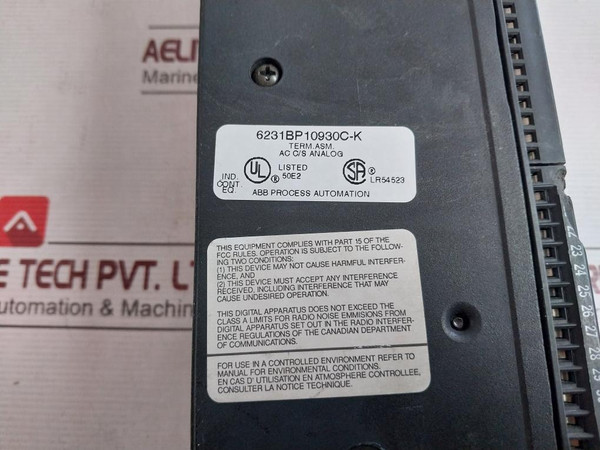 AELI
Marine
6231BP10930C-K
TERM. ASM.
AC C/S ANALOG
IND.
CONT.
EQ.
UL
LISTED
50E2
SA
LR54523
ABB PROCESS AUTOMATION
THIS EQUIPMENT COMPLIES WITH PART 15 OF THE
FCC RULES. OPERATION IS SUBJECT TO THE FOLLOW-
ING TWO CONDITIONS:
(1) THIS DEVICE MAY NOT CAUSE HARMFUL INTERFER-
ENCE, AND
(2) THIS DEVICE MUST ACCEPT ANY INTERFERENCE
RECEIVED, INCLUDING INTERFERENCE THAT MAY
CAUSE UNDESIRED OPERATION.
THIS DIGITAL APPARATUS DOES NOT EXCEED THE
CLASS A LIMITS FOR RADIO NOISE EMMISIONS FROM
DIGITAL APPARATUS SET OUT IN THE RADIO INTERFER-
ENCE REGULATIONS OF THE CANADIAN DEPARTMENT
OF COMMUNICATIONS.
FOR USE IN A CONTROLLED ENVIRONMENT REFER TO
MANUAL FOR ENVIRONMENTAL CONDITIONS.
EN CAS D' UTILISATION EN ATMOSPHERE CONTROLLEE,
CONSULTER LA NOTICE TECHNIQUE.
E TECH PVT. L
utomation & Machin
22
23
24
25
26
27
28
29